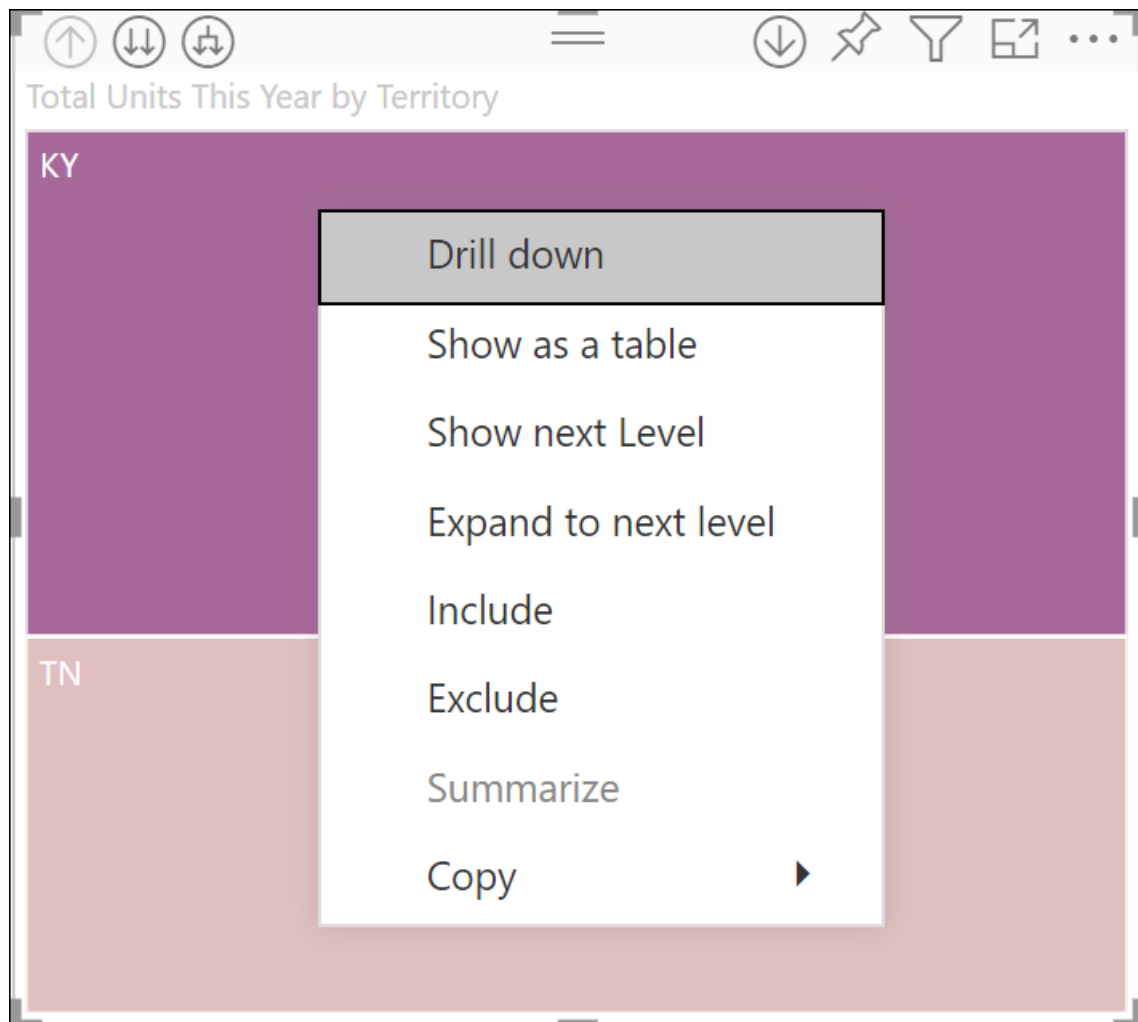 Total Units This Year by Territory
KY
Drill down
Show as a table
Show next Level
Expand to next level
Include
Exclude
Summarize
Copy
TN